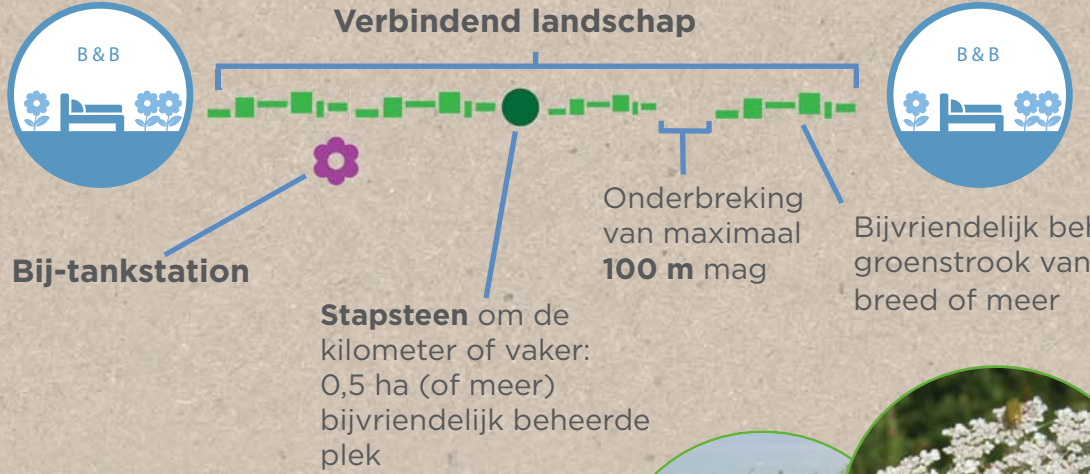 Verbindend landschap
B & B
B & B
Bij-tankstation
Stapsteen om de
kilometer of vaker:
0,5 ha (of meer)
bijvriendelijk beheerde
plek
Onderbreking
van maximaal
100 m mag
Bijvriendelijk
groenstrook van
breed of meer